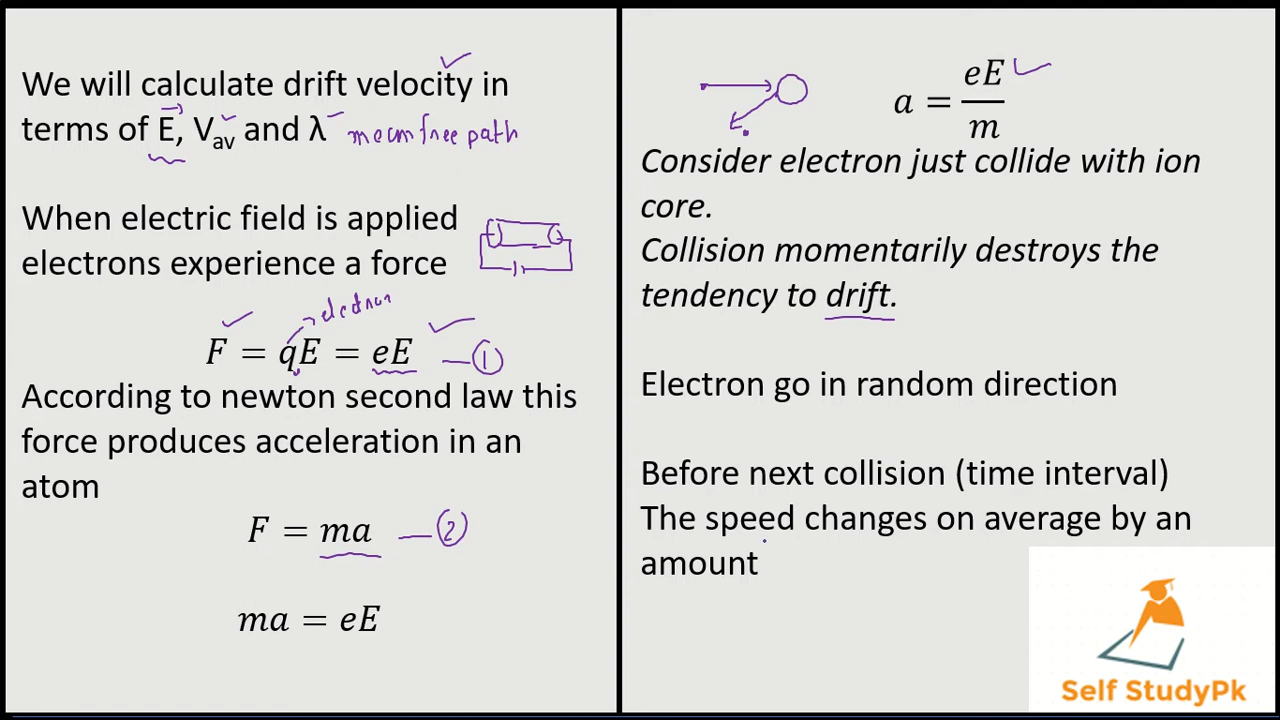 We will calculate drift velocity in
terms of E, Vav and λ mean free path
When electric field is applied
electrons experience a force
electron
F = qE = eE — ①
According to newton second law this
force produces acceleration in an
atom
F = ma — ②
ma = eE
a = eE/m
Consider electron just collide with ion
core.
Collision momentarily destroys the
tendency to drift.
Electron go in random direction
Before next collision (time interval)
The speed changes on average by an
amount
Self StudyPk